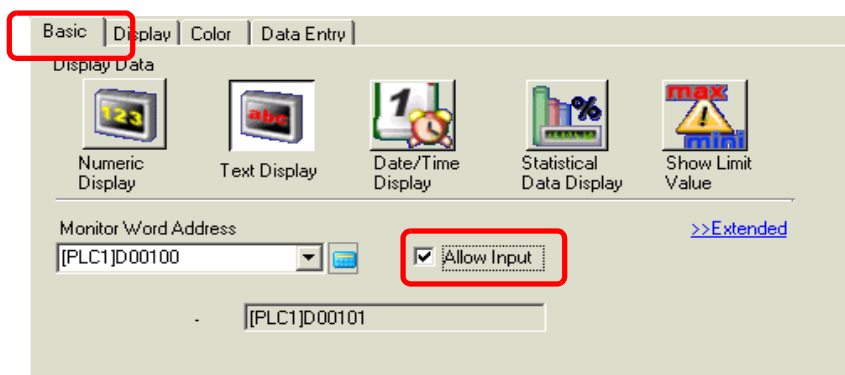 Basic Display Color Data Entry
Display Data
123 abc 1 % max mini
Numeric Display
Text Display
Date/Time Display
Statistical Data Display
Show Limit Value
Monitor Word Address >>Extended
[PLC1]D00100 Allow Input
- [PLC1]D00101